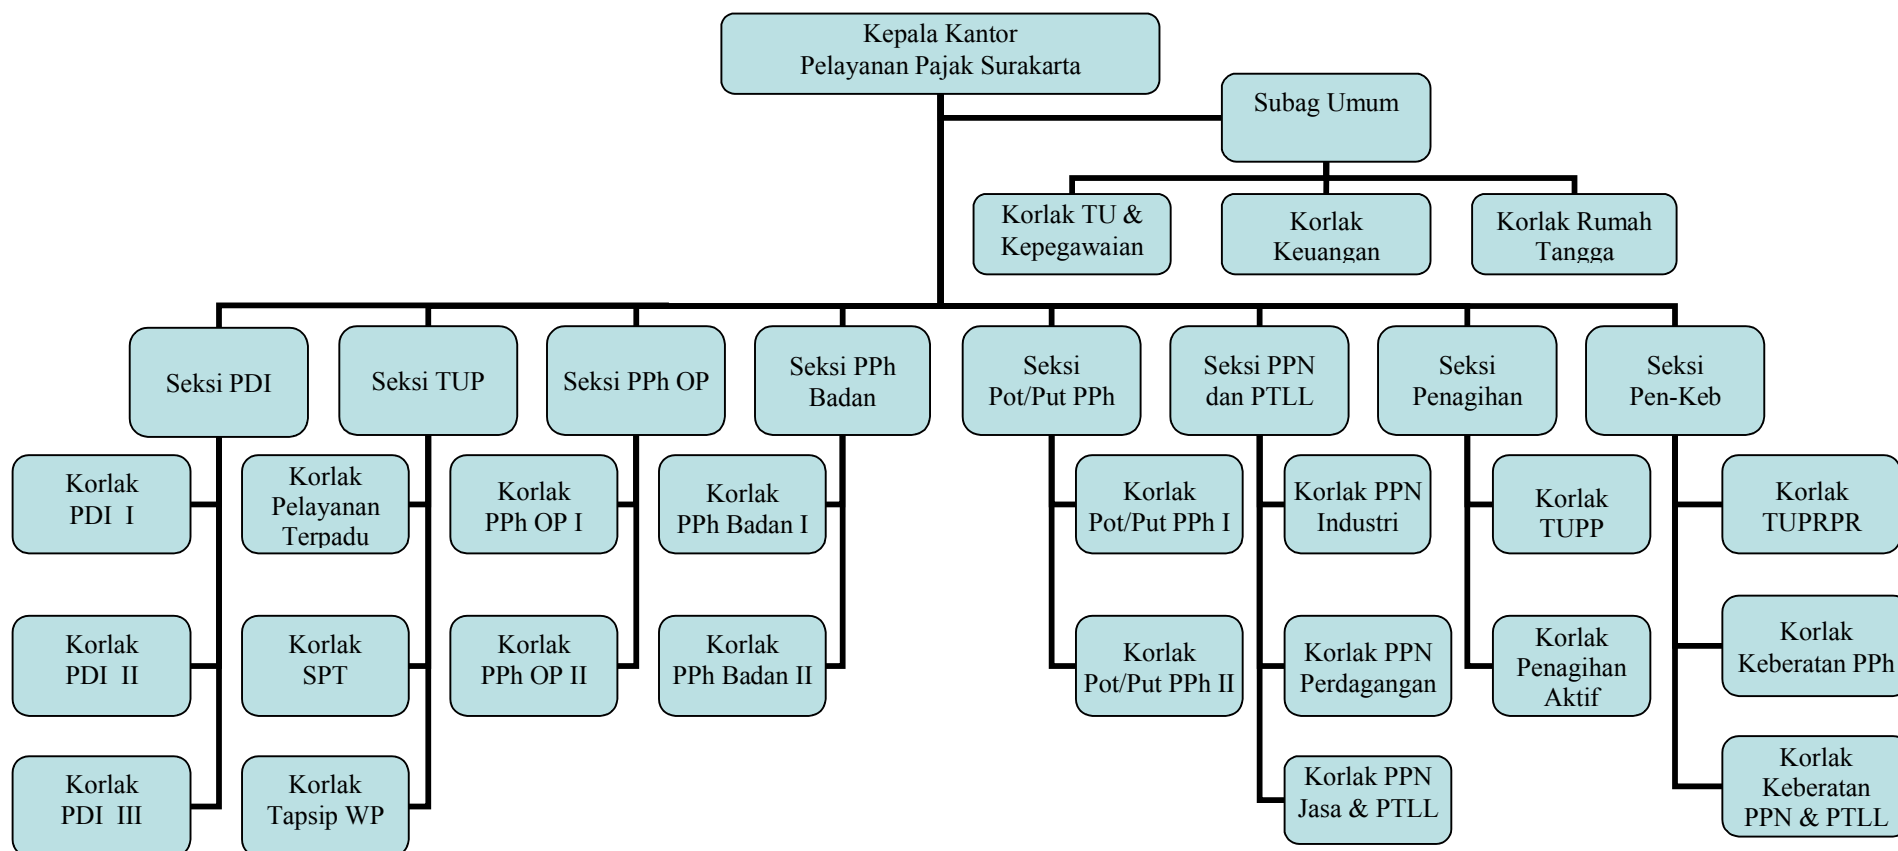 Kepala Kantor
Pelayanan Pajak Surakarta
Subag Umum
Korlak TU &
Kepegawaian
Korlak
Keuangan
Korlak Rumah
Tangga
Seksi PDI
Seksi TUP
Seksi PPh OP
Seksi PPh
Badan
Seksi
Pot/Put PPh
Seksi PPN
dan PTLL
Seksi
Penagihan
Seksi
Pen-Keb
Korlak
PDI I
Korlak
Pelayanan
Terpadu
Korlak
PPh OP I
Korlak
PPh Badan I
Korlak
Pot/Put PPh I
Korlak PPN
Industri
Korlak
TUPP
Korlak
TUPRPR
Korlak
PDI II
Korlak
SPT
Korlak
PPh OP II
Korlak
PPh Badan II
Korlak
Pot/Put PPh II
Korlak PPN
Perdagangan
Korlak
Penagihan
Aktif
Korlak
Keberatan PPh
Korlak
PDI III
Korlak
Tapsip WP
Korlak PPN
Jasa & PTLL
Korlak
Keberatan
PPN & PTLL